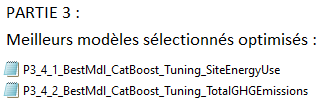 PARTIE 3 :
Meilleurs modèles sélectionnés optimisés :
P3_4_1_BestMdl_CatBoost_Tuning_SiteEnergyUse
P3_4_2_BestMdl_CatBoost_Tuning_TotalGHGEmissions